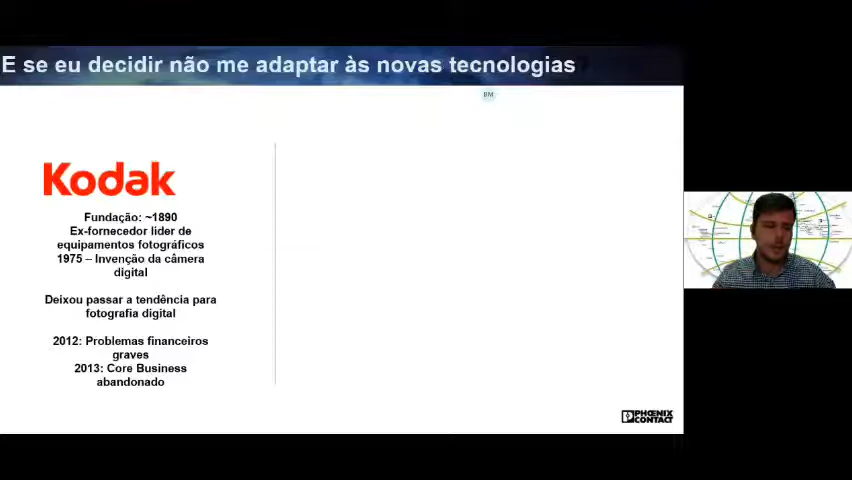 E se eu decidir não me adaptar às novas tecnologias
BM
Kodak
Fundação: ~1890
Ex-fornecedor líder de
equipamentos fotográficos
1975 – Invenção da câmera
digital
Deixou passar a tendência para
fotografia digital
2012: Problemas financeiros
graves
2013: Core Business
abandonado
PHŒNIX
CONTACT